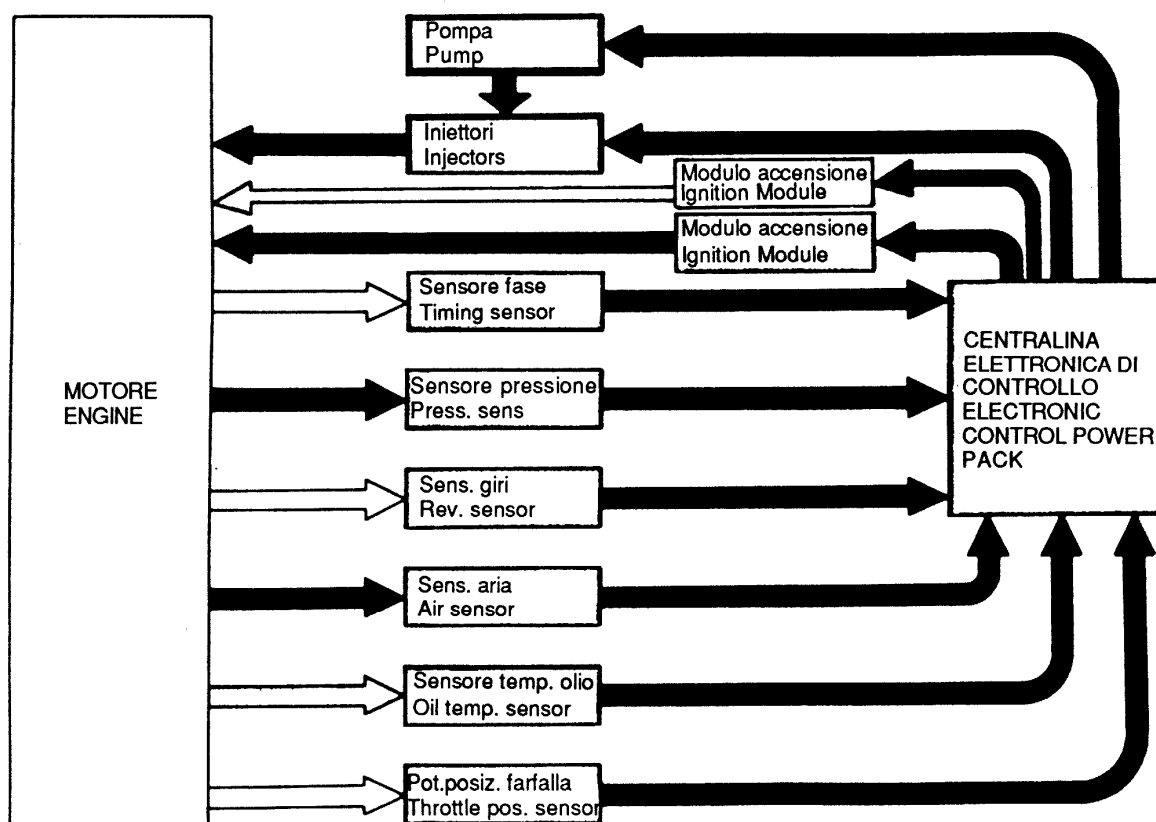 Pompa
Pump
Iniettori
Injectors
Modulo accensione
Ignition Module
Modulo accensione
Ignition Module
Sensore fase
Timing sensor
MOTORE
ENGINE
Sensore pressione
Press. sens
CENTRALINA
ELETTRONICA DI
CONTROLLO
ELECTRONIC
CONTROL POWER
PACK
Sens. giri
Rev. sensor
Sens. aria
Air sensor
Sensore temp. olio
Oil temp. sensor
Pot.posiz. farfalla
Throttle pos. sensor